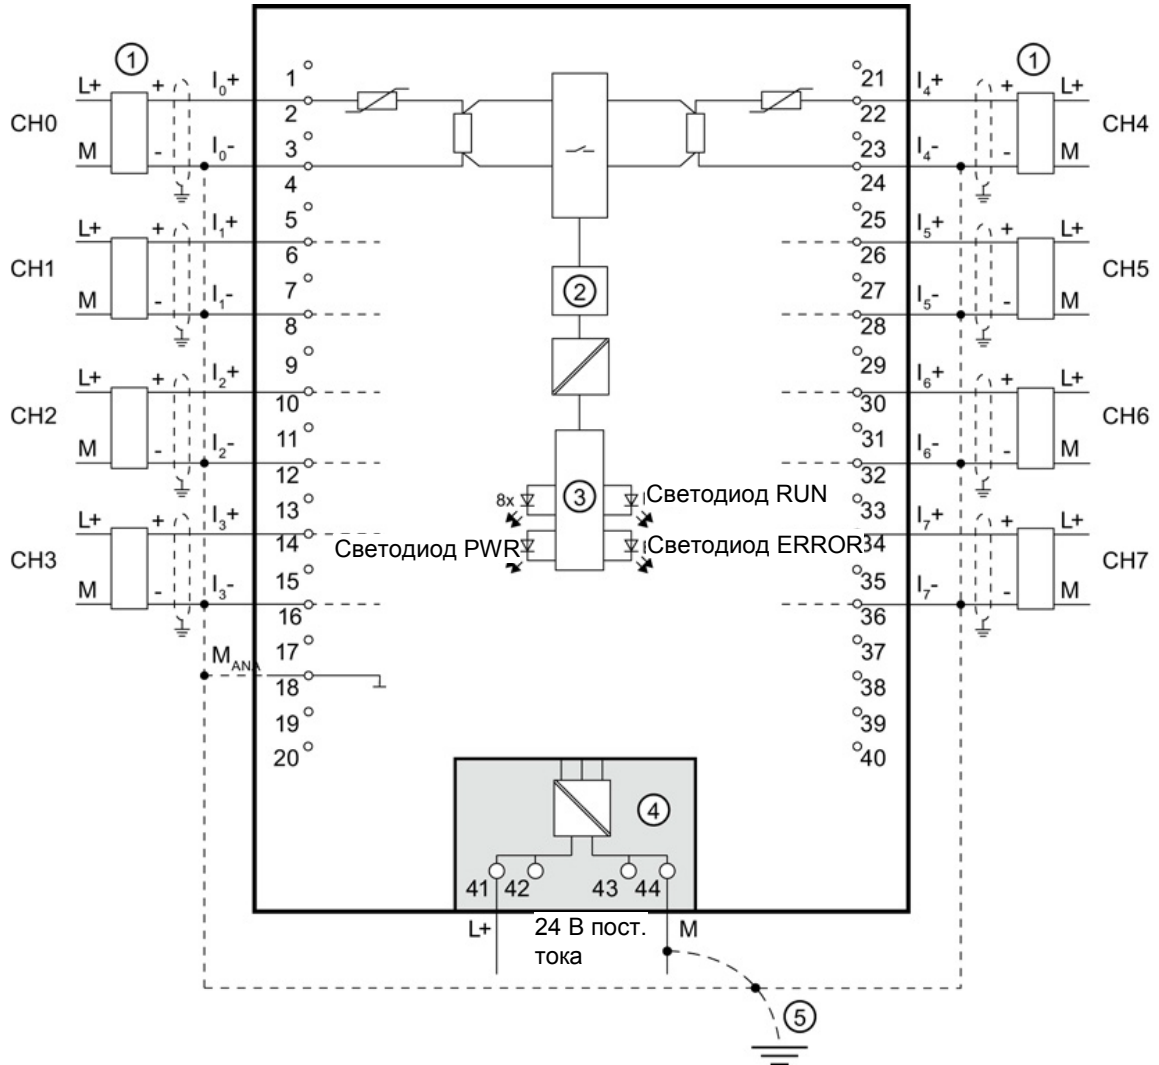 1 1
L+ + I0+ 1 21 I4+ + L+
CH0 2 22 CH4
M - I0- 3 23 I4- - M
4 24
L+ + I1+ 5 25 I5+ + L+
CH1 6 26 CH5
M - I1- 7 2 27 I5- - M
8 28
L+ + I2+ 9 29 I6+ + L+
CH2 10 30 CH6
M - I2- 11 31 I6- - M
12 32
L+ + I3+ 13 8x 3 Светодиод RUN 33 I7+ + L+
CH3 14 Светодиод PWR Светодиод ERROR 34 CH7
M - I3- 15 35 I7- - M
16 36
MANA 17 37
18 38
19 39
20 40
4
41 42 43 44
L+ 24 В пост. M
тока
5